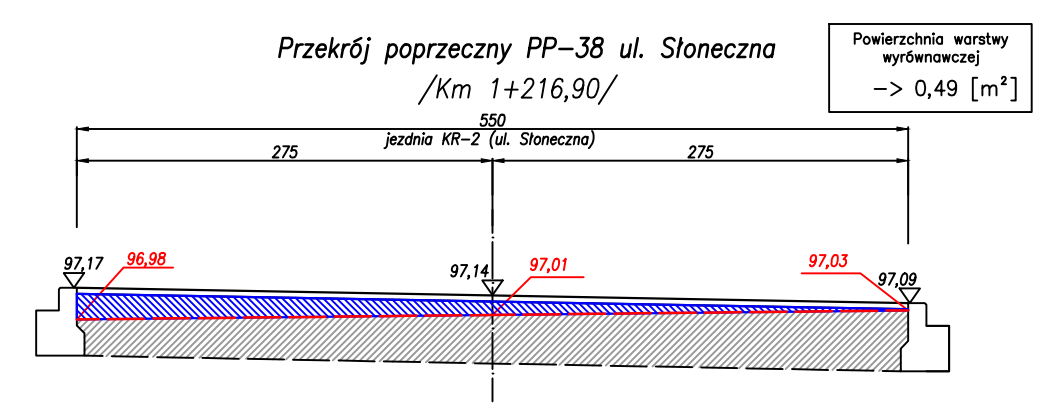 Przekrój poprzeczny PP-38 ul. Słoneczna
/Km 1+216,90/
Powierzchnia warstwy
wyrównawczej
-> 0,49 [m²]
550
jezdnia KR-2 (ul. Słoneczna)
275
275
97,17
96,98
97,14
97,01
97,03
97,09